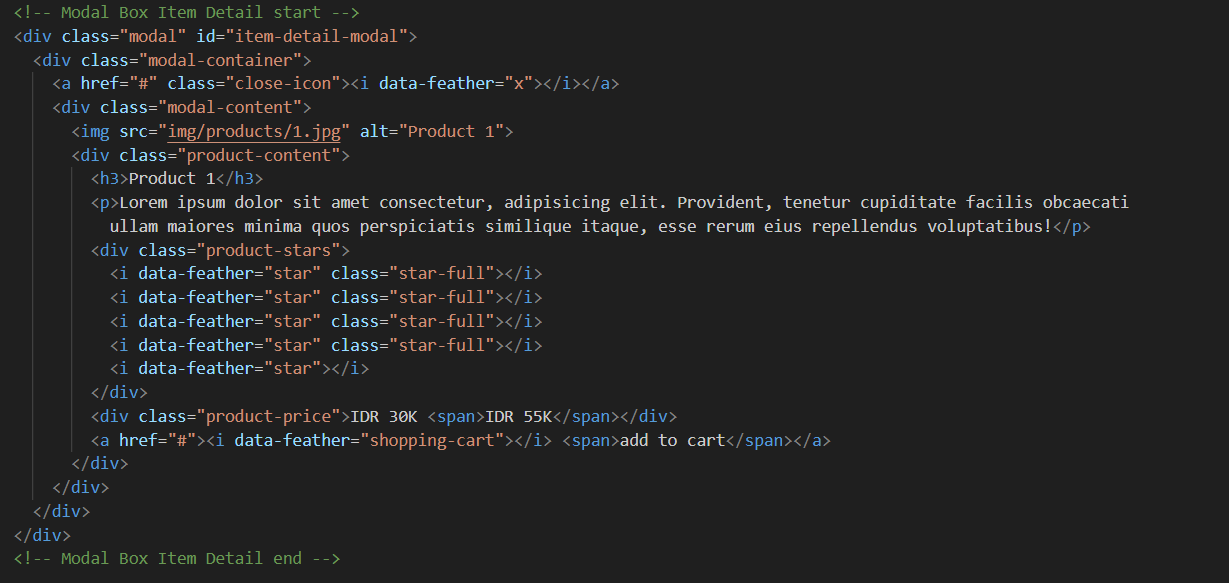 <!-- Modal Box Item Detail start -->
<div class="modal" id="item-detail-modal">
  <div class="modal-container">
    <a href="#" class="close-icon"><i data-feather="x"></i></a>
    <div class="modal-content">
      <img src="img/products/1.jpg" alt="Product 1">
      <div class="product-content">
        <h3>Product 1</h3>
        <p>Lorem ipsum dolor sit amet consectetur, adipisicing elit. Provident, tenetur cupiditate facilis obcaecati
          ullam maiores minima quos perspiciatis similique itaque, esse rerum eius repellendus voluptatibus!</p>
        <div class="product-stars">
          <i data-feather="star" class="star-full"></i>
          <i data-feather="star" class="star-full"></i>
          <i data-feather="star" class="star-full"></i>
          <i data-feather="star" class="star-full"></i>
          <i data-feather="star"></i>
        </div>
        <div class="product-price">IDR 30K <span>IDR 55K</span></div>
        <a href="#"><i data-feather="shopping-cart"></i> <span>add to cart</span></a>
      </div>
    </div>
  </div>
</div>
<!-- Modal Box Item Detail end -->